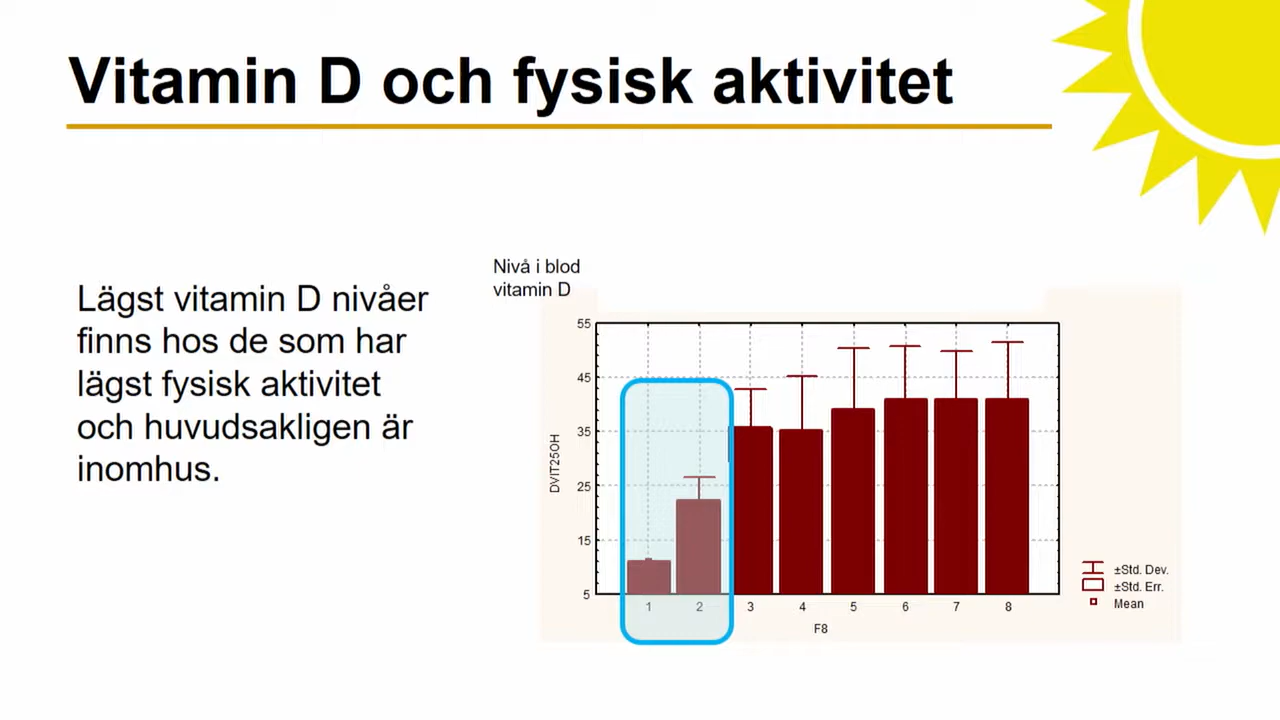 Vitamin D och fysisk aktivitet
Lägst vitamin D nivåer
finns hos de som har
lägst fysisk aktivitet
och huvudsakligen är
inomhus.
Nivå i blod
vitamin D
55
45
35
25
15
5
DVIT25OH
1 2 3 4 5 6 7 8
F8
±Std. Dev.
±Std. Err.
Mean